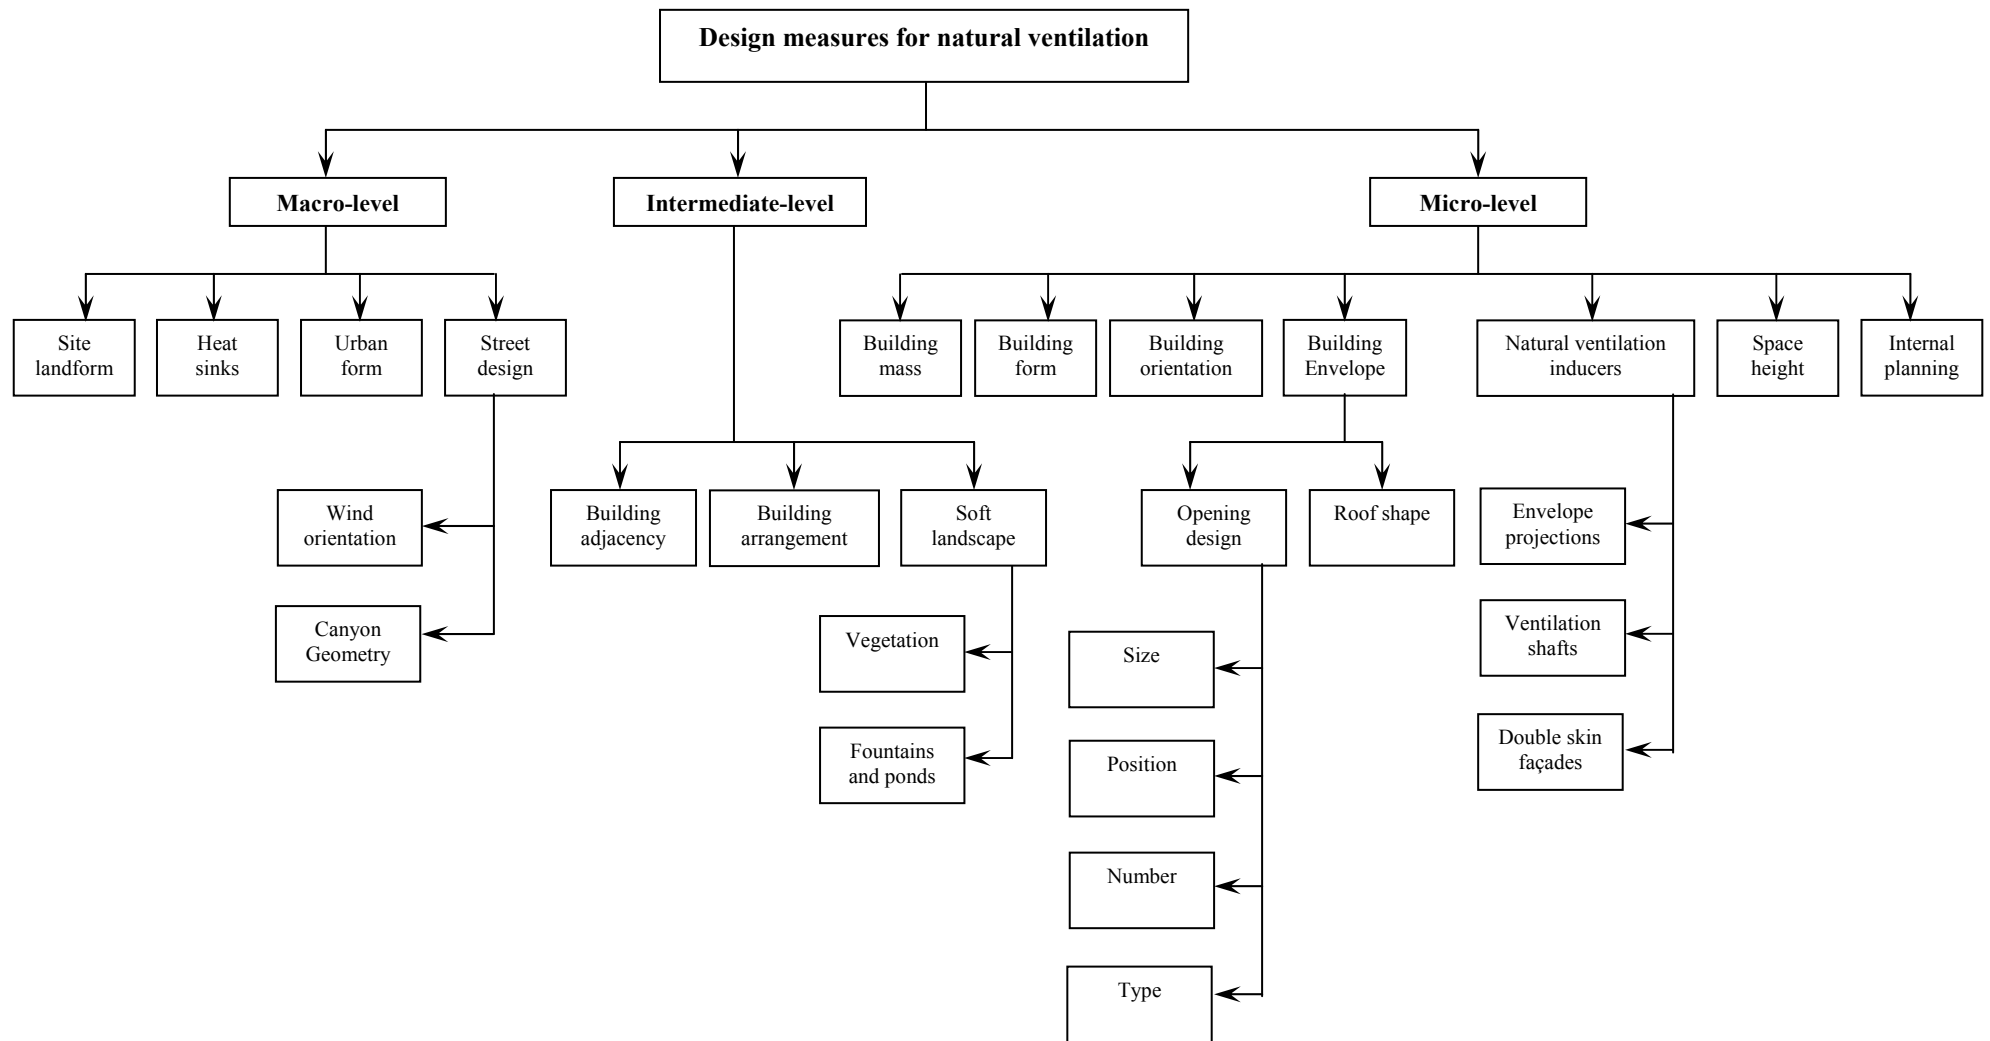 Design measures for natural ventilation
Macro-level
Intermediate-level
Micro-level
Site
landform
Heat
sinks
Urban
form
Street
design
Building
mass
Building
form
Building
orientation
Building
Envelope
Natural ventilation
inducers
Space
height
Internal
planning
Wind
orientation
Canyon
Geometry
Building
adjacency
Building
arrangement
Soft
landscape
Vegetation
Fountains
and ponds
Opening
design
Roof shape
Size
Position
Number
Type
Envelope
projections
Ventilation
shafts
Double skin
façades